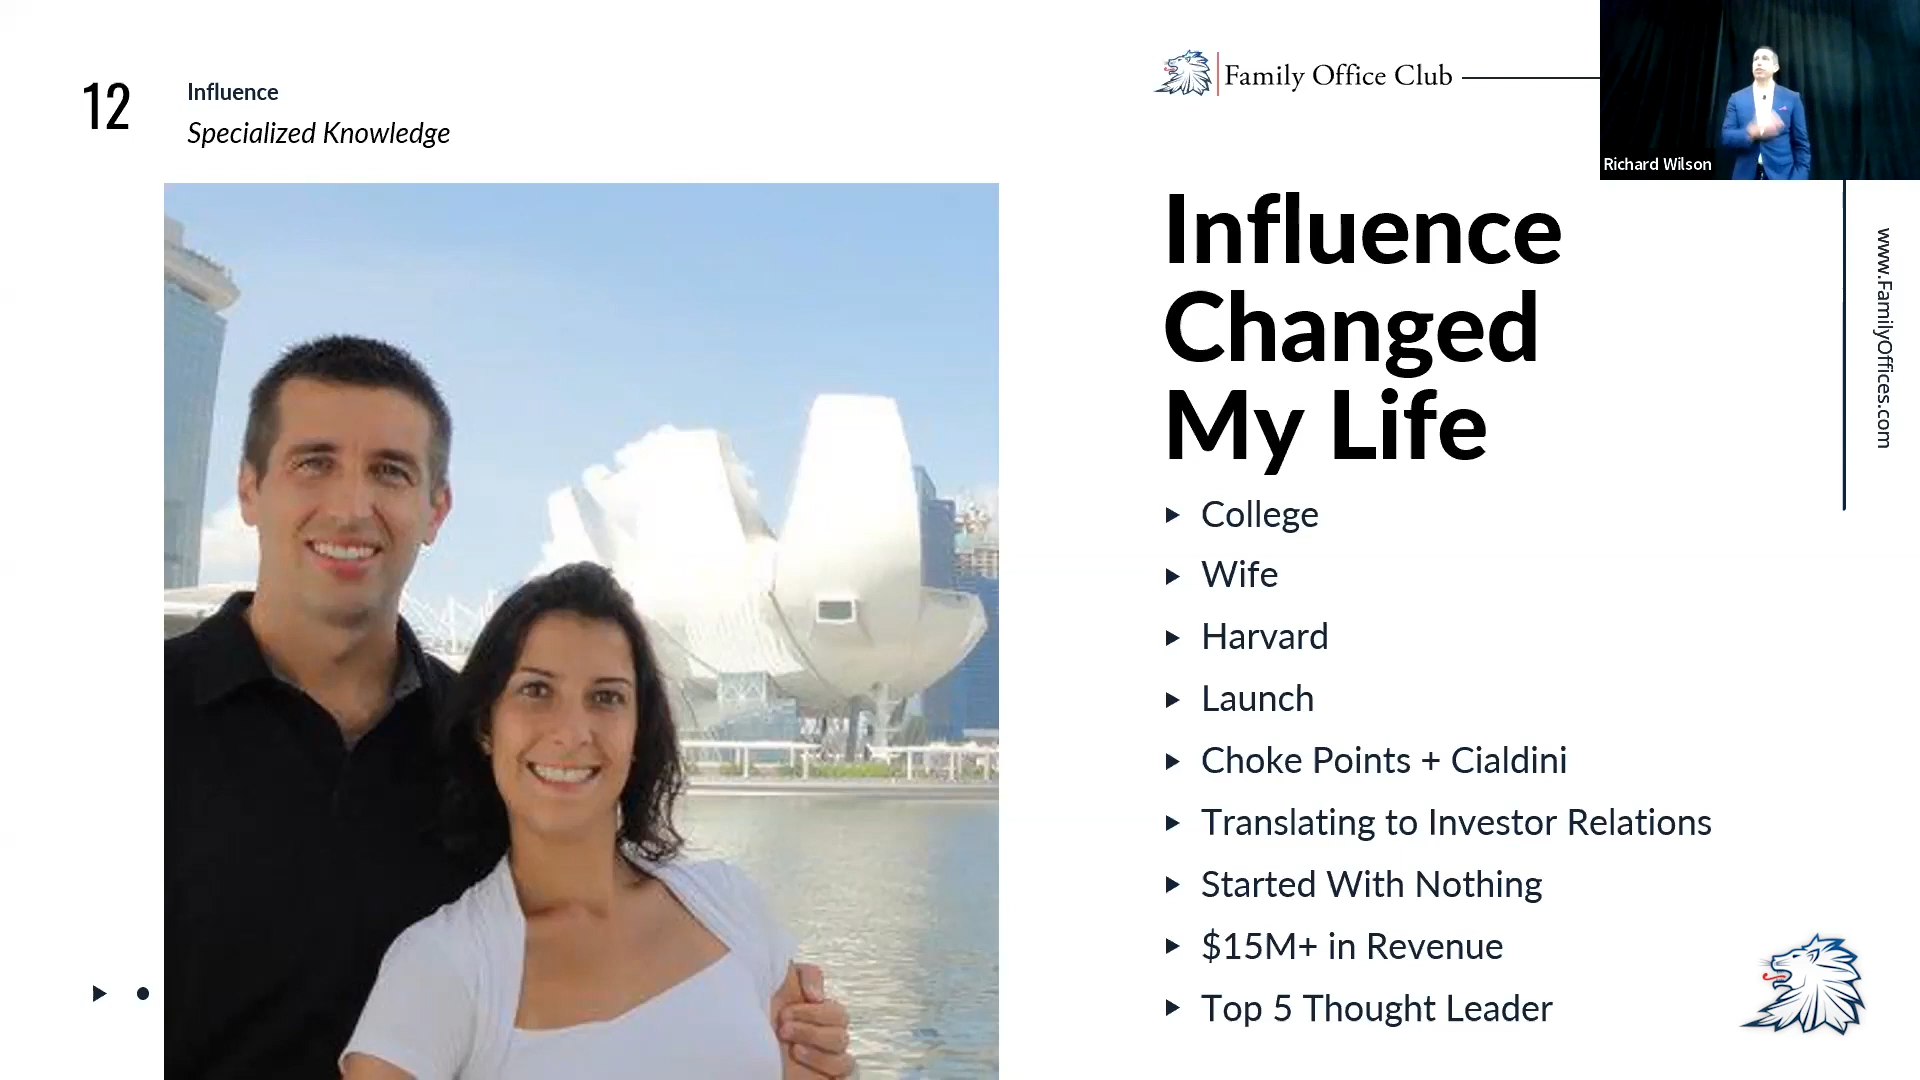 12
Influence
Specialized Knowledge
Family Office Club
Richard Wilson
www.FamilyOffices.com
Influence
Changed
My Life
College
Wife
Harvard
Launch
Choke Points + Cialdini
Translating to Investor Relations
Started With Nothing
$15M+ in Revenue
Top 5 Thought Leader